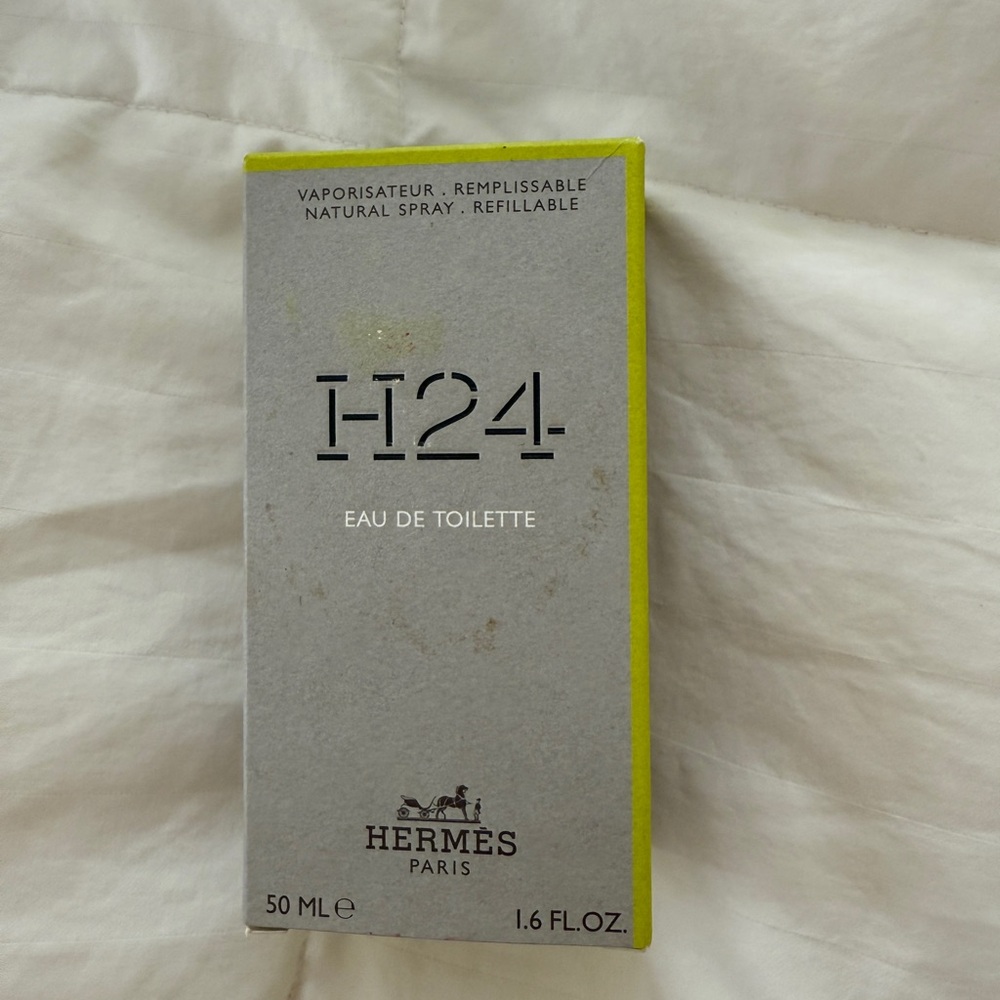 VAPORISATEUR . REMPLISSABLE
NATURAL SPRAY . REFILLABLE
H24
EAU DE TOILETTE
HERMÈS
PARIS
50 ML ℮ 1.6 FL.OZ.